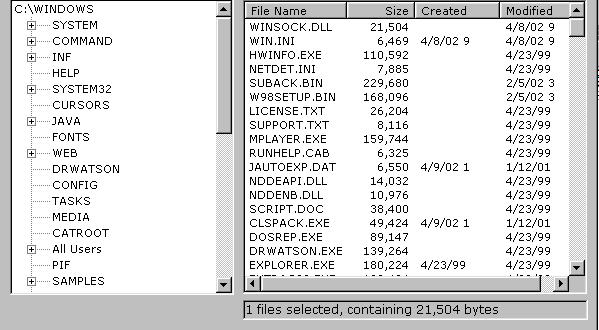 C:\WINDOWS
SYSTEM
COMMAND
INF
HELP
SYSTEM32
CURSORS
JAVA
FONTS
WEB
DRWATSON
CONFIG
TASKS
MEDIA
CATROOT
All Users
PIF
SAMPLES
File Name Size Created Modified
WINSOCK.DLL 21,504 4/8/02 9
WIN.INI 6,469 4/8/02 9 4/8/02 9
HWINFO.EXE 110,592 4/23/99
NETDET.INI 7,885 4/23/99
SUBACK.BIN 229,680 2/5/02 3
W98SETUP.BIN 168,096 2/5/02 3
LICENSE.TXT 26,204 4/23/99
SUPPORT.TXT 8,116 4/23/99
MPLAYER.EXE 159,744 4/23/99
RUNHELP.CAB 6,325 4/23/99
JAUTOEXP.DAT 6,550 4/9/02 1 1/12/01
NDDEAPI.DLL 14,032 4/23/99
NDDENB.DLL 10,976 4/23/99
SCRIPT.DOC 38,400 4/23/99
CLSPACK.EXE 49,424 4/9/02 1 1/12/01
DOSREP.EXE 89,147 4/23/99
DRWATSON.EXE 139,264 4/23/99
EXPLORER.EXE 180,224 4/23/99 4/23/99
1 files selected, containing 21,504 bytes